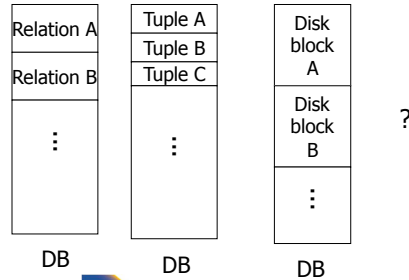 Relation A
Relation B
...
DB
Tuple A
Tuple B
Tuple C
...
DB
Disk
block
A
Disk
block
B
...
DB
?